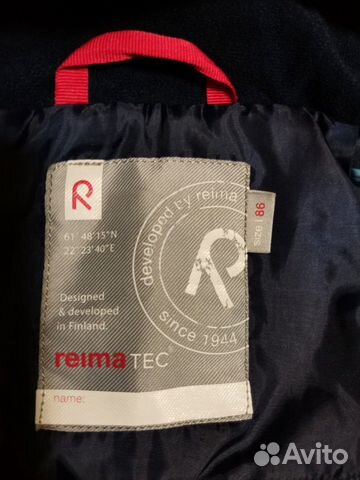 R
61° 48'15"N
22° 23'40"E
Designed
& developed
in Finland.
reimaTEC®
name:
developed by reima
R
since 1944
size | 86
Avito